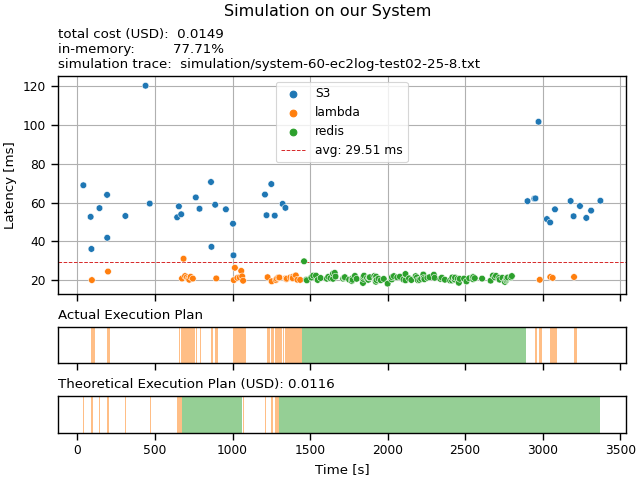 Simulation on our System
total cost (USD):  0.0149
in-memory:         77.71%
simulation trace:  simulation/system-60-ec2log-test02-25-8.txt
120
100
80
60
40
20
Latency [ms]
S3
lambda
redis
avg: 29.51 ms
Actual Execution Plan
Theoretical Execution Plan (USD): 0.0116
0 500 1000 1500 2000 2500 3000 3500
Time [s]